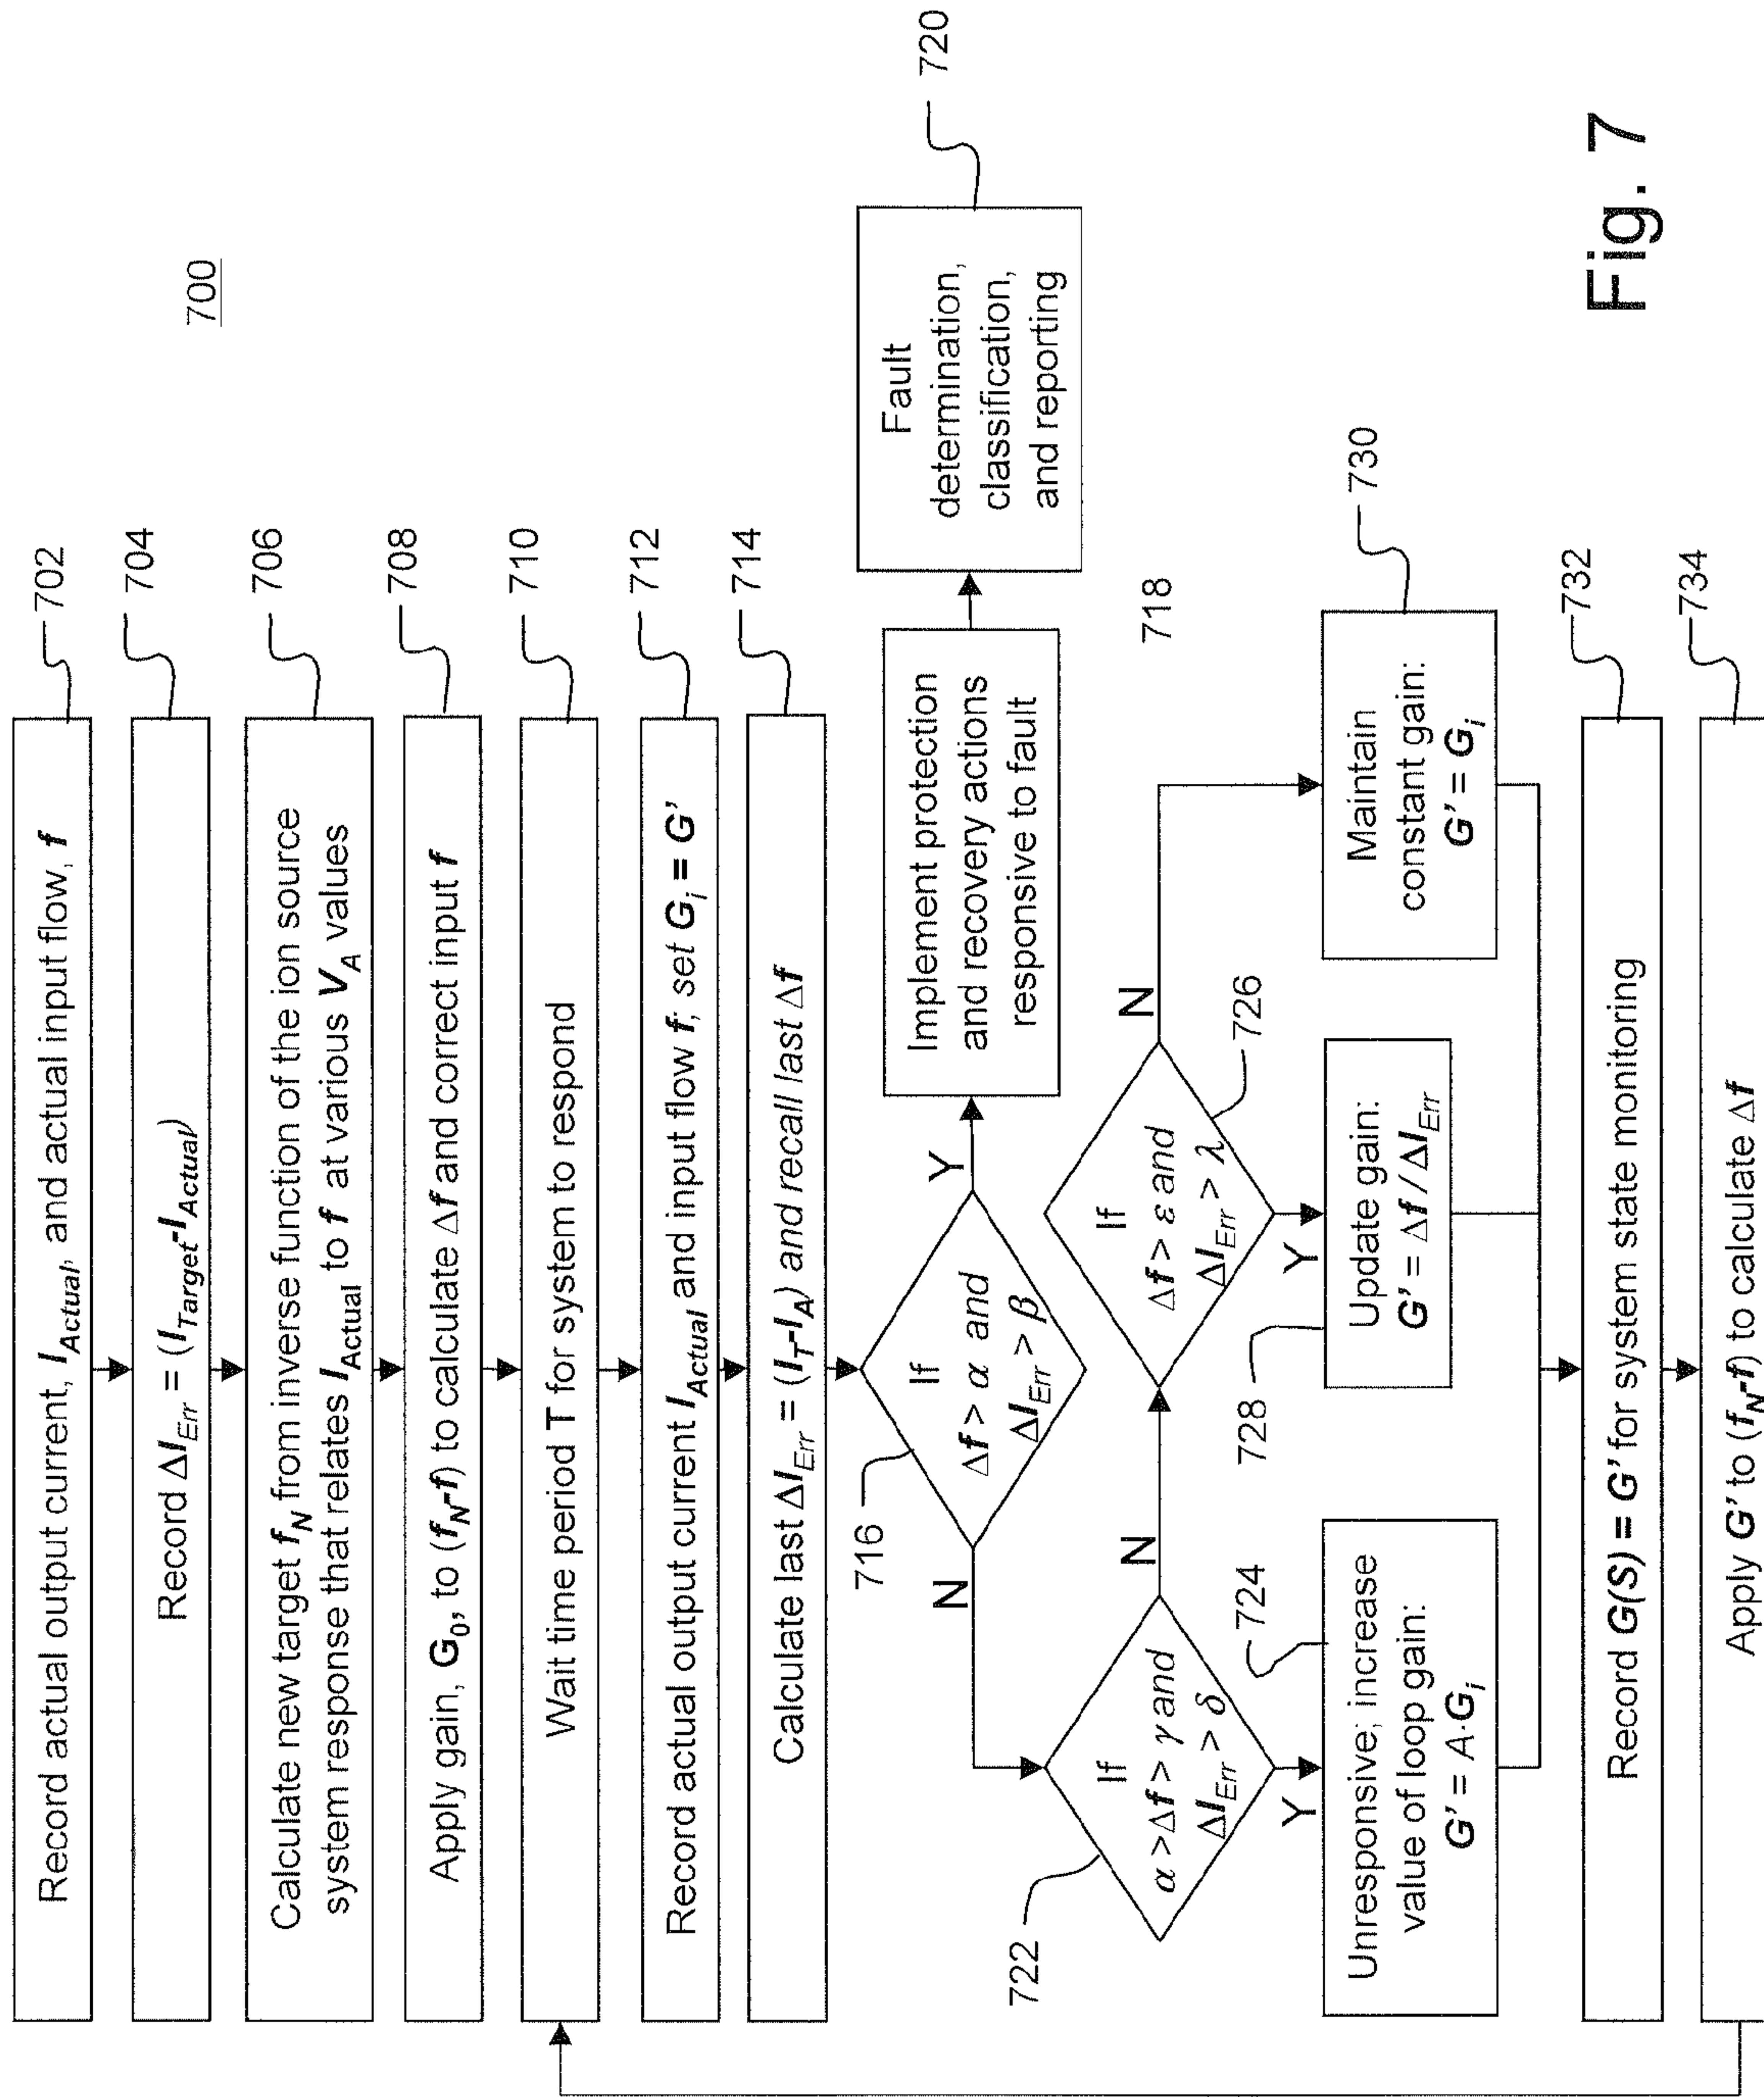 700
Record actual output current, I_Actual, and actual input flow, f
702
Record ΔI_Err = (I_Target-I_Actual)
704
Calculate new target f_N from inverse function of the ion source
system response that relates I_Actual to f at various V_A values
706
Apply gain, G_0, to (f_N-f) to calculate Δf and correct input f
708
Wait time period T for system to respond
710
Record actual output current I_Actual and input flow f; set G_i = G'
712
Calculate last ΔI_Err = (I_T-I_A) and recall last Δf
714
716
If
Δf > α and
ΔI_Err > β
Y
N
Implement protection
and recovery actions
responsive to fault
718
Fault
determination,
classification,
and reporting
720
722
If
α > Δf > γ and
ΔI_Err > δ
N
Y
If
Δf > ε and
ΔI_Err > λ
726
N
Y
724
Unresponsive; increase
value of loop gain:
G' = A·G_i
728
Update gain:
G' = Δf / ΔI_Err
Maintain
constant gain:
G' = G_i
730
Record G(S) = G' for system state monitoring
732
Apply G' to (f_N-f) to calculate Δf
734
Fig. 7